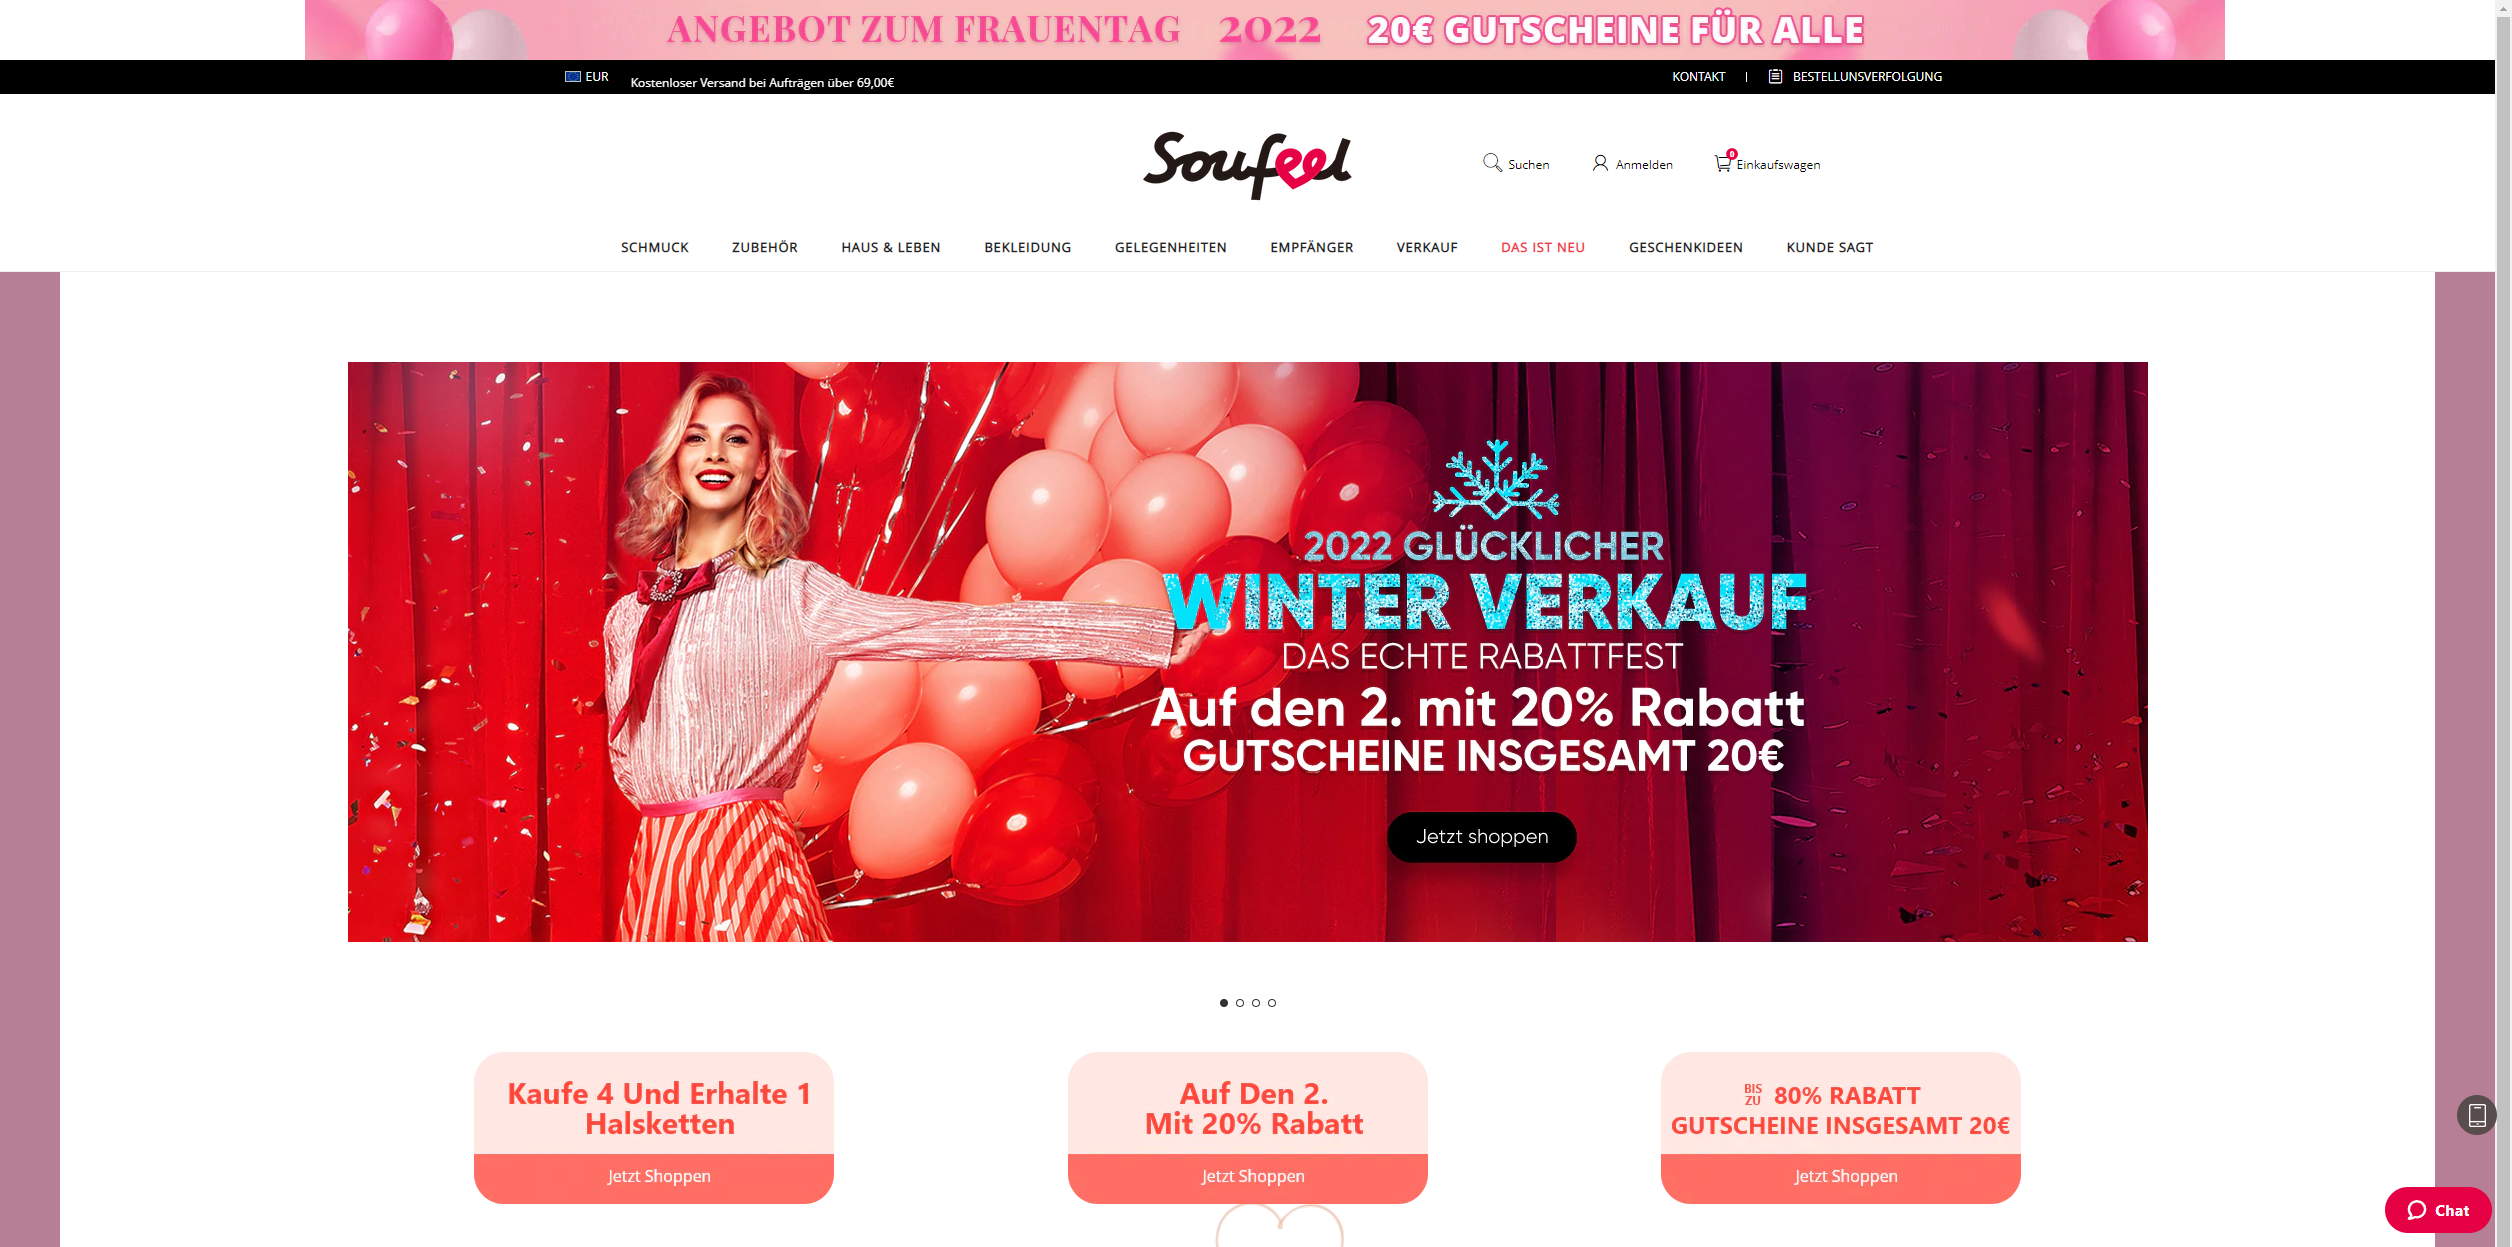 ANGEBOT ZUM FRAUENTAG 2022 20€ GUTSCHEINE FÜR ALLE
EUR Kostenloser Versand bei Aufträgen über 69,00€ KONTAKT | BESTELLUNSVERFOLGUNG
Soufeel
Suchen Anmelden 0 Einkaufswagen
SCHMUCK ZUBEHÖR HAUS & LEBEN BEKLEIDUNG GELEGENHEITEN EMPFÄNGER VERKAUF DAS IST NEU GESCHENKIDEEN KUNDE SAGT
2022 GLÜCKLICHER
WINTER VERKAUF
DAS ECHTE RABATTFEST
Auf den 2. mit 20% Rabatt
GUTSCHEINE INSGESAMT 20€
Jetzt shoppen
Kaufe 4 Und Erhalte 1
Halsketten
Jetzt Shoppen
Auf Den 2.
Mit 20% Rabatt
Jetzt Shoppen
BIS ZU 80% RABATT
GUTSCHEINE INSGESAMT 20€
Jetzt Shoppen
Chat